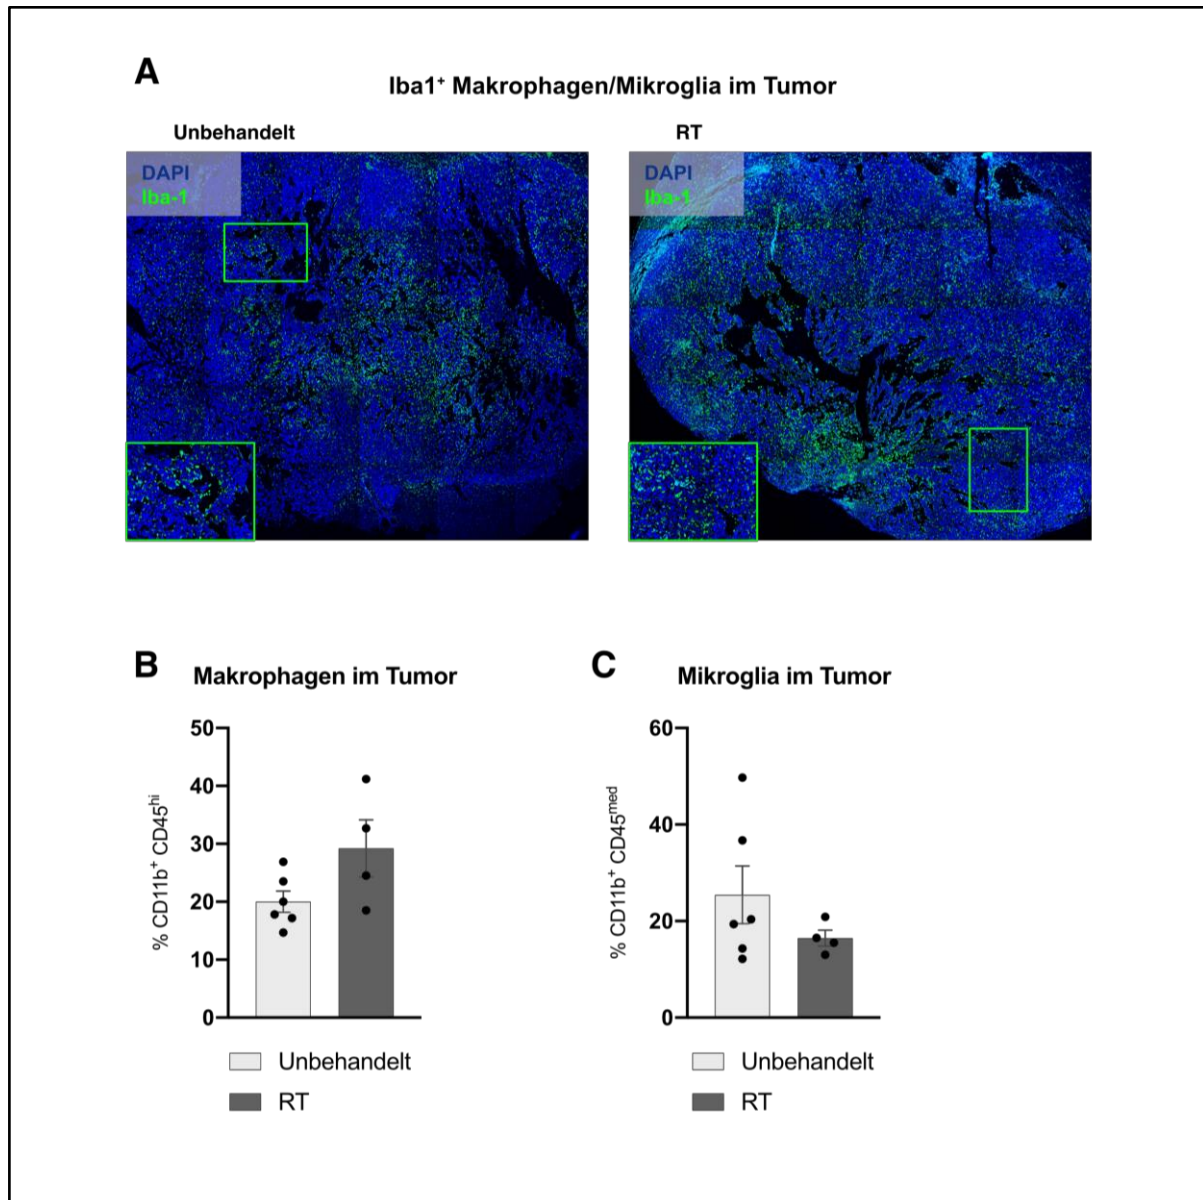 A
Iba1⁺ Makrophagen/Mikroglia im Tumor
Unbehandelt
RT
DAPI
Iba-1
DAPI
Iba-1
B
Makrophagen im Tumor
% CD11b⁺ CD45ʰⁱ
50
40
30
20
10
0
Unbehandelt
RT
C
Mikroglia im Tumor
% CD11b⁺ CD45ᵐᵉᵈ
60
40
20
0
Unbehandelt
RT